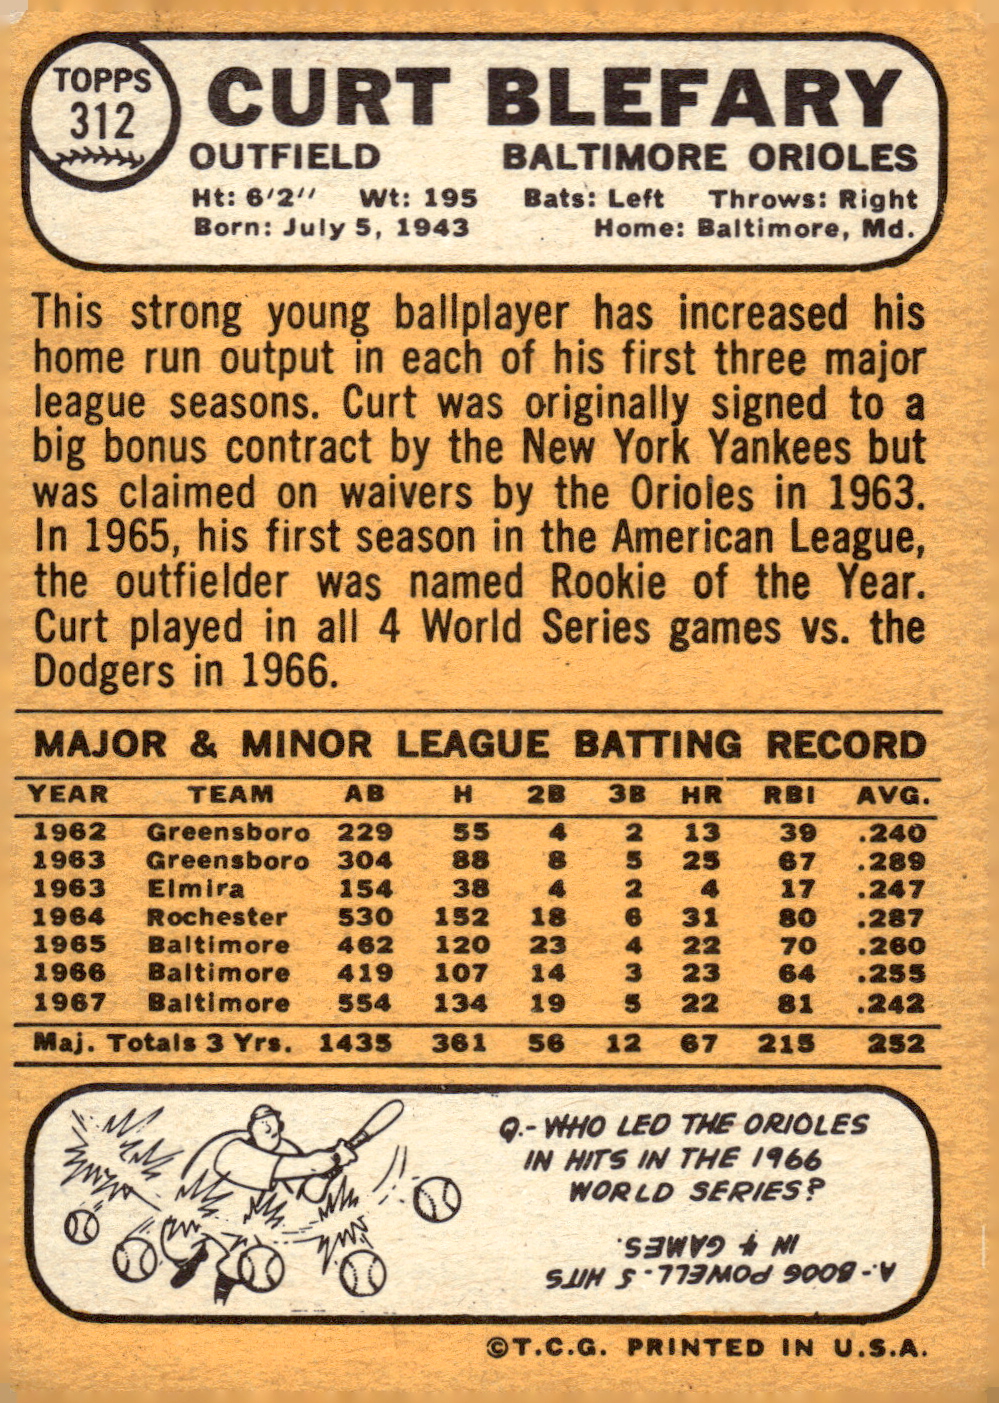 TOPPS
312
CURT BLEFARY
OUTFIELD BALTIMORE ORIOLES
Ht: 6'2" Wt: 195 Bats: Left Throws: Right
Born: July 5, 1943 Home: Baltimore, Md.
This strong young ballplayer has increased his
home run output in each of his first three major
league seasons. Curt was originally signed to a
big bonus contract by the New York Yankees but
was claimed on waivers by the Orioles in 1963.
In 1965, his first season in the American League,
the outfielder was named Rookie of the Year.
Curt played in all 4 World Series games vs. the
Dodgers in 1966.
MAJOR & MINOR LEAGUE BATTING RECORD
YEAR TEAM AB H 2B 3B HR RBI AVG.
1962 Greensboro 229 55 4 2 13 39 .240
1963 Greensboro 304 88 8 5 25 67 .289
1963 Elmira 154 38 4 2 4 17 .247
1964 Rochester 530 152 18 6 31 80 .287
1965 Baltimore 462 120 23 4 22 70 .260
1966 Baltimore 419 107 14 3 23 64 .255
1967 Baltimore 554 134 19 5 22 81 .242
Maj. Totals 3 Yrs. 1435 361 56 12 67 215 252
Q.- WHO LED THE ORIOLES
IN HITS IN THE 1966
WORLD SERIES?
A.- BOOG POWELL - 5 HITS
IN 4 GAMES.
©T.C.G. PRINTED IN U.S.A.